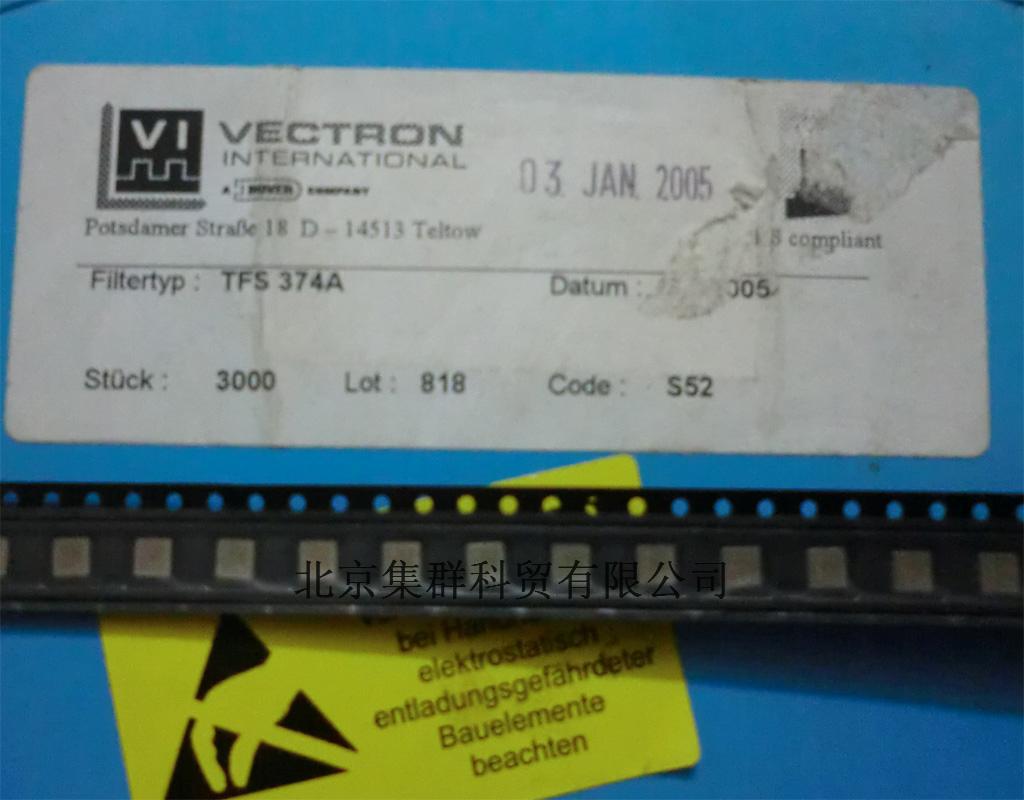 VI VECTRON
INTERNATIONAL
A DOVER COMPANY
03 JAN. 2005
Potsdamer Straße 18 D – 14513 Teltow
S compliant
Filtertyp : TFS 374A Datum : 005
Stück : 3000 Lot : 818 Code : S52
北京集群科贸有限公司
bei
elektrostatisch
entladungsgefährdeter
Bauelemente
beachten